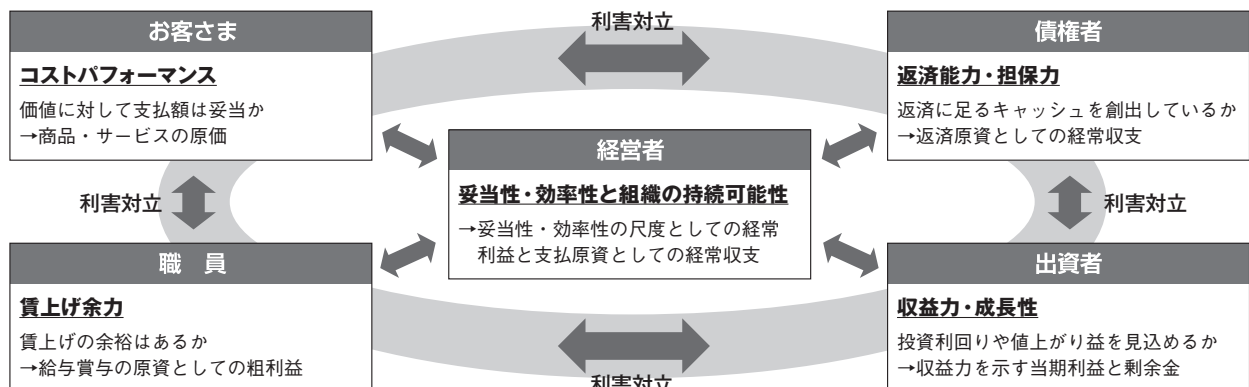 利害対立
お客さま
コストパフォーマンス
価値に対して支払額は妥当か
→商品・サービスの原価
債権者
返済能力・担保力
返済に足るキャッシュを創出しているか
→返済原資としての経常収支
経営者
妥当性・効率性と組織の持続可能性
→妥当性・効率性の尺度としての経常
利益と支払原資としての経常収支
利害対立
利害対立
職 員
賃上げ余力
賃上げの余裕はあるか
→給与賞与の原資としての粗利益
出資者
収益力・成長性
投資利回りや値上がり益を見込めるか
→収益力を示す当期利益と剰余金
利害対立